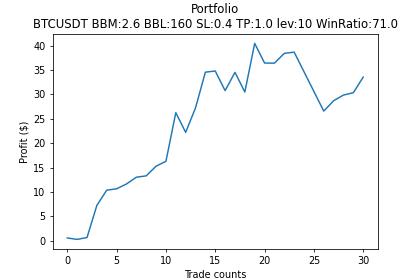 Portfolio
BTCUSDT BBM:2.6 BBL:160 SL:0.4 TP:1.0 lev:10 WinRatio:71.0
40
35
30
25
20
15
10
5
0
Profit ($)
0 5 10 15 20 25 30
Trade counts